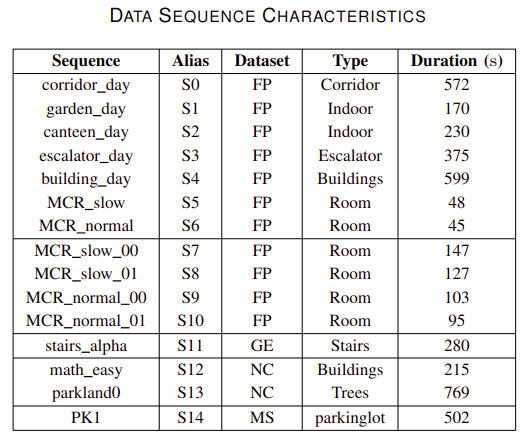 DATA SEQUENCE CHARACTERISTICS
Sequence Alias Dataset Type Duration (s)
corridor_day S0 FP Corridor 572
garden_day S1 FP Indoor 170
canteen_day S2 FP Indoor 230
escalator_day S3 FP Escalator 375
building_day S4 FP Buildings 599
MCR_slow S5 FP Room 48
MCR_normal S6 FP Room 45
MCR_slow_00 S7 FP Room 147
MCR_slow_01 S8 FP Room 127
MCR_normal_00 S9 FP Room 103
MCR_normal_01 S10 FP Room 95
stairs_alpha S11 GE Stairs 280
math_easy S12 NC Buildings 215
parkland0 S13 NC Trees 769
PK1 S14 MS parkinglot 502